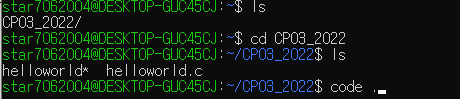 star7062004@DESKTOP-GUC45CJ:~$ ls
CP03_2022/
star7062004@DESKTOP-GUC45CJ:~$ cd CP03_2022
star7062004@DESKTOP-GUC45CJ:~/CP03_2022$ ls
helloworld*  helloworld.c
star7062004@DESKTOP-GUC45CJ:~/CP03_2022$ code .